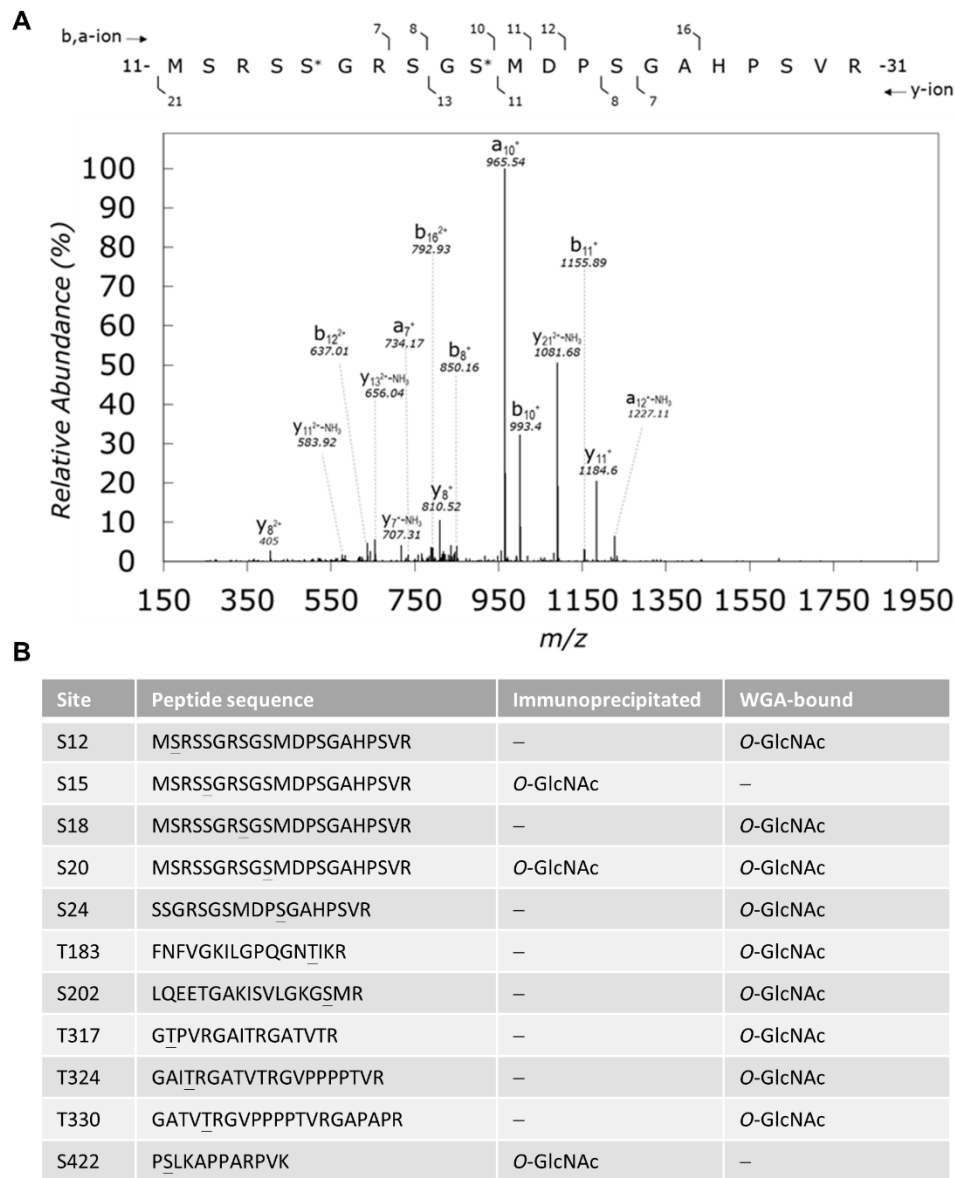 A
b,a-ion →
7 8 10 11 12 16
11- M S R S S* G R S G S* M D P S G A H P S V R -31
21 13 11 8 7
← y-ion
Relative Abundance (%)
100
90
80
70
60
50
40
30
20
10
0
a10+
965.54
b162+
792.93
b11+
1155.89
b122+
637.01
a7+
734.17
b8+
850.16
y212+-NH3
1081.68
y132+-NH3
656.04
a12+-NH3
1227.11
y112+-NH3
583.92
b10+
993.4
y11+
1184.6
y8+
810.52
y7+-NH3
707.31
y82+
405
150 350 550 750 950 1150 1350 1550 1750 1950
m/z
B
Site Peptide sequence Immunoprecipitated WGA-bound
S12 MSRSSGRSGSMDPSGAHPSVR – O-GlcNAc
S15 MSRSSGRSGSMDPSGAHPSVR O-GlcNAc –
S18 MSRSSGRSGSMDPSGAHPSVR – O-GlcNAc
S20 MSRSSGRSGSMDPSGAHPSVR O-GlcNAc O-GlcNAc
S24 SSGRSGSMDPSGAHPSVR – O-GlcNAc
T183 FNFVGKILGPQGNTIKR – O-GlcNAc
S202 LQEETGAKISVLGKGSMR – O-GlcNAc
T317 GTPVRGAITRGATVTR – O-GlcNAc
T324 GAITRGATVTRGVPPPPTVR – O-GlcNAc
T330 GATVTRGVPPPPTVRGAPAPR – O-GlcNAc
S422 PSLKAPPARPVK O-GlcNAc –